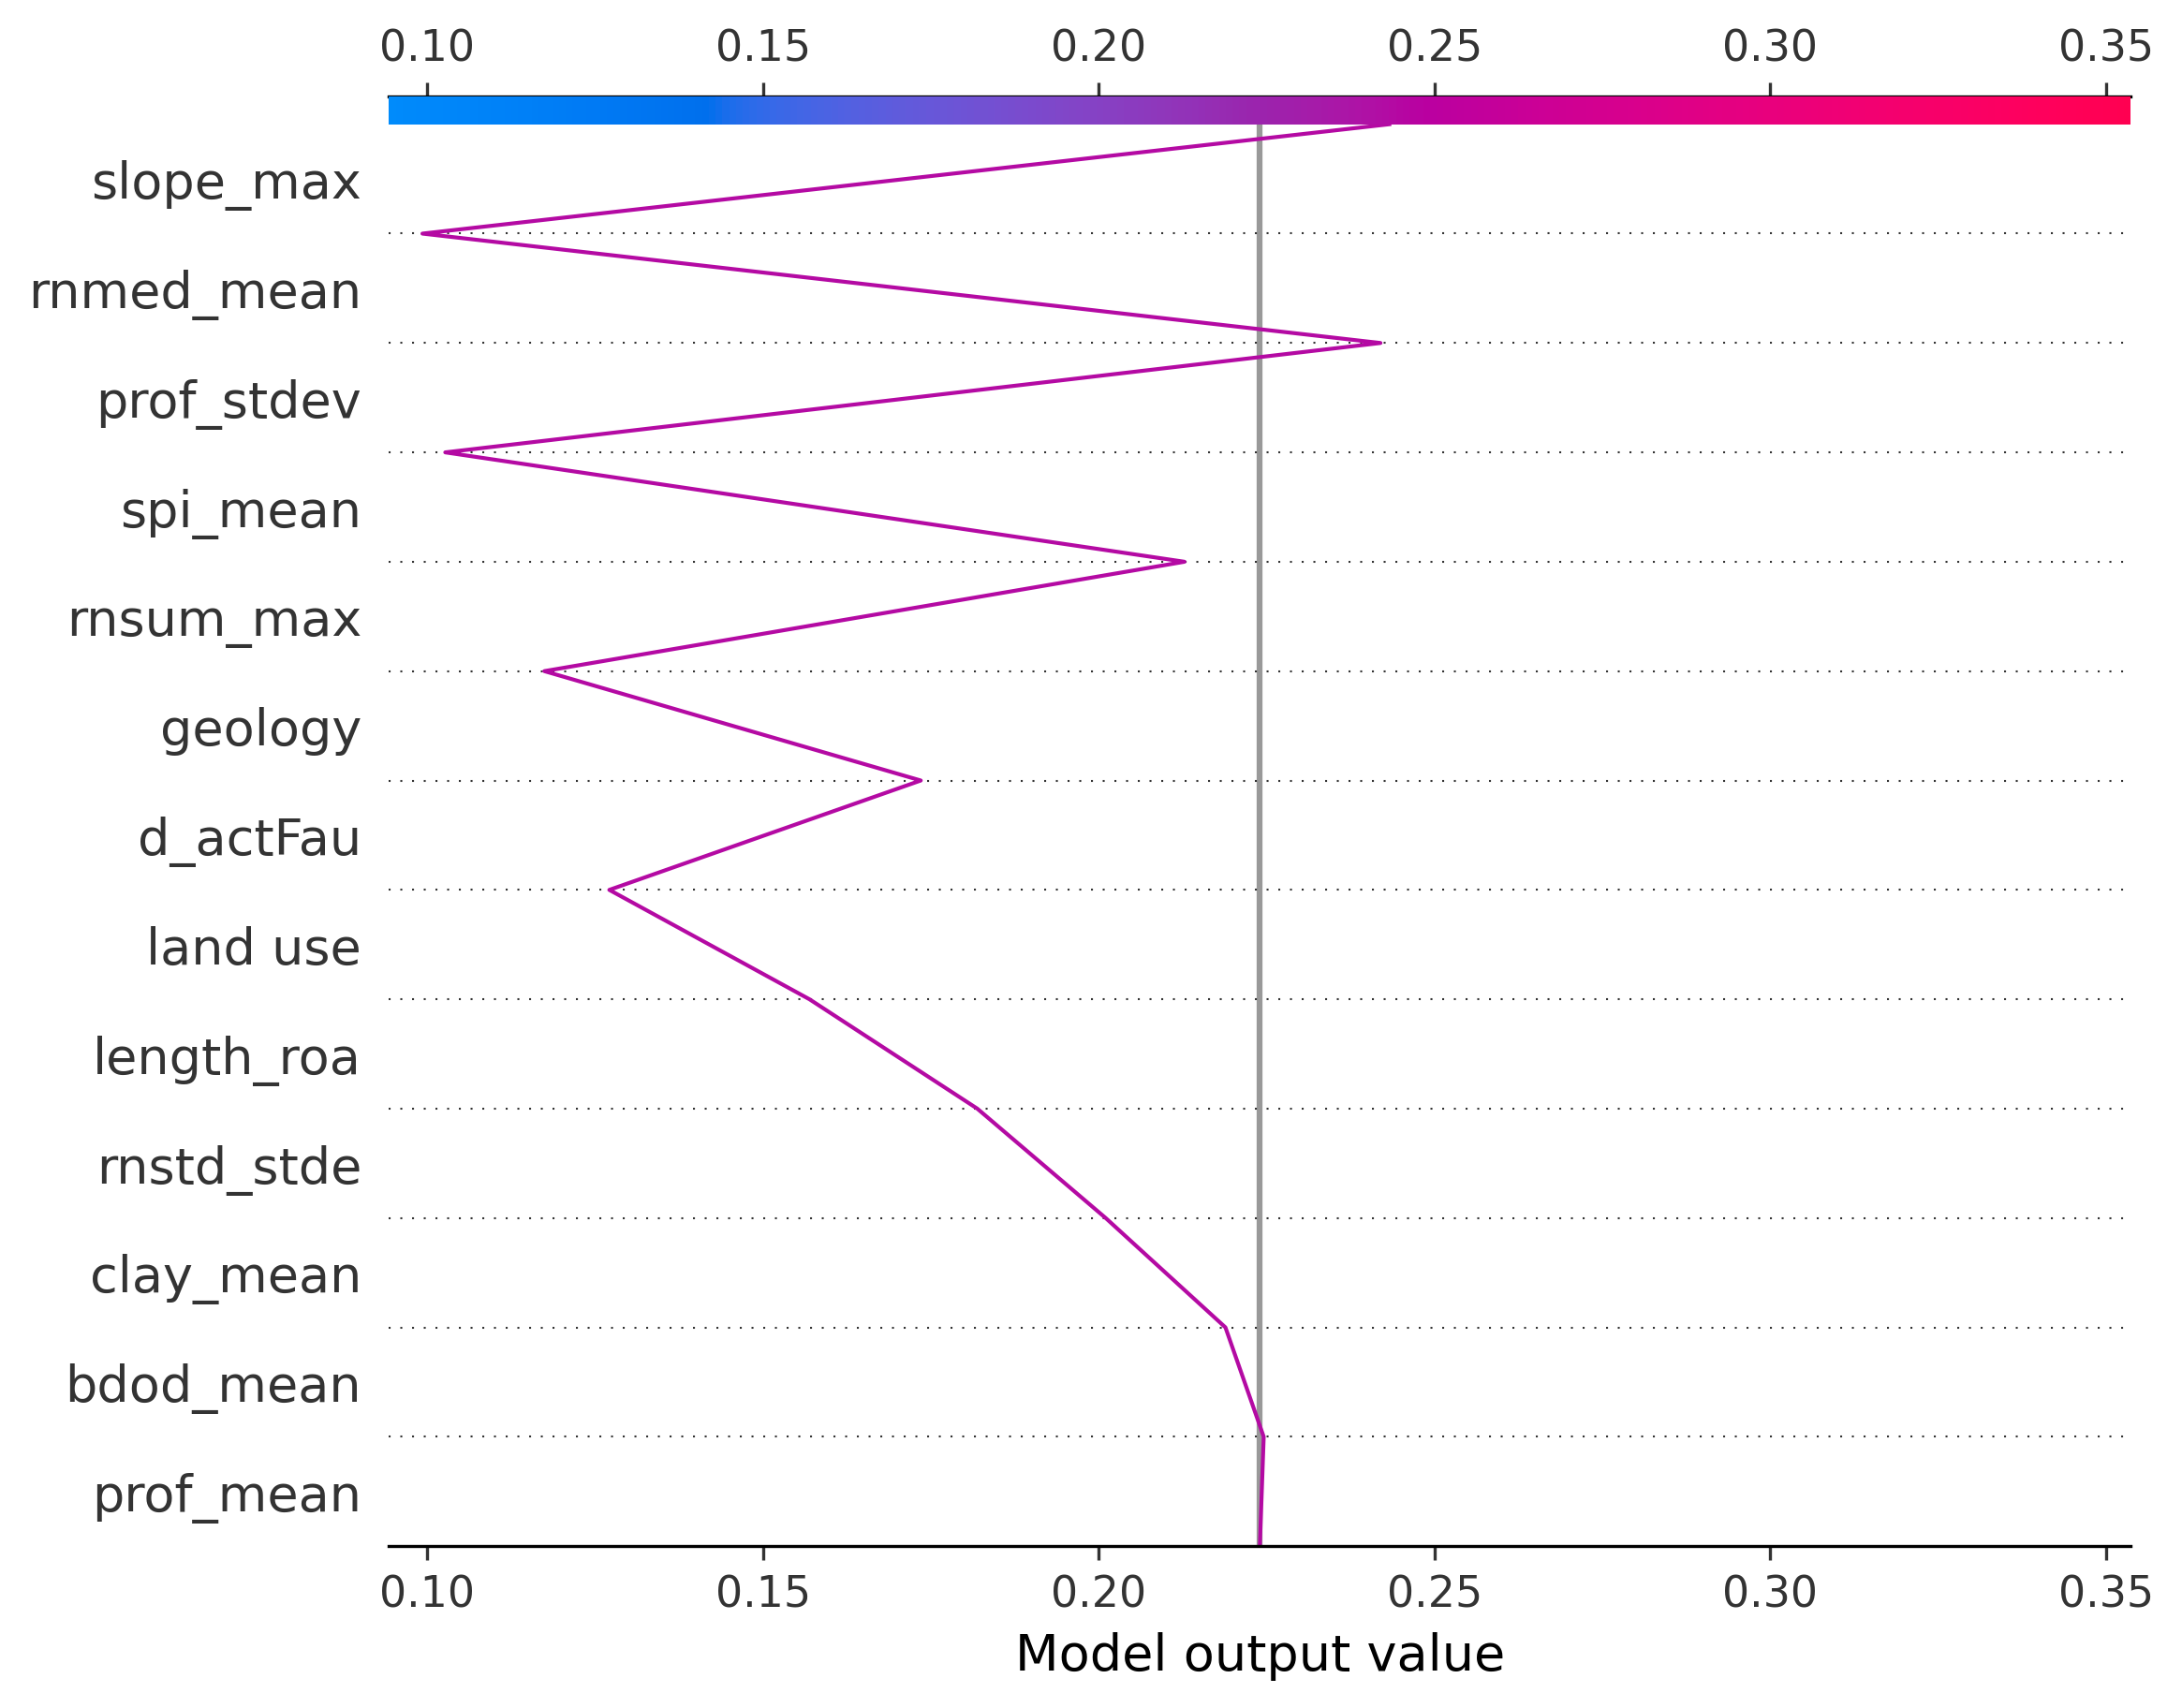 0.10 0.15 0.20 0.25 0.30 0.35
slope_max
rnmed_mean
prof_stdev
spi_mean
rnsum_max
geology
d_actFau
land use
length_roa
rnstd_stde
clay_mean
bdod_mean
prof_mean
0.10 0.15 0.20 0.25 0.30 0.35
Model output value